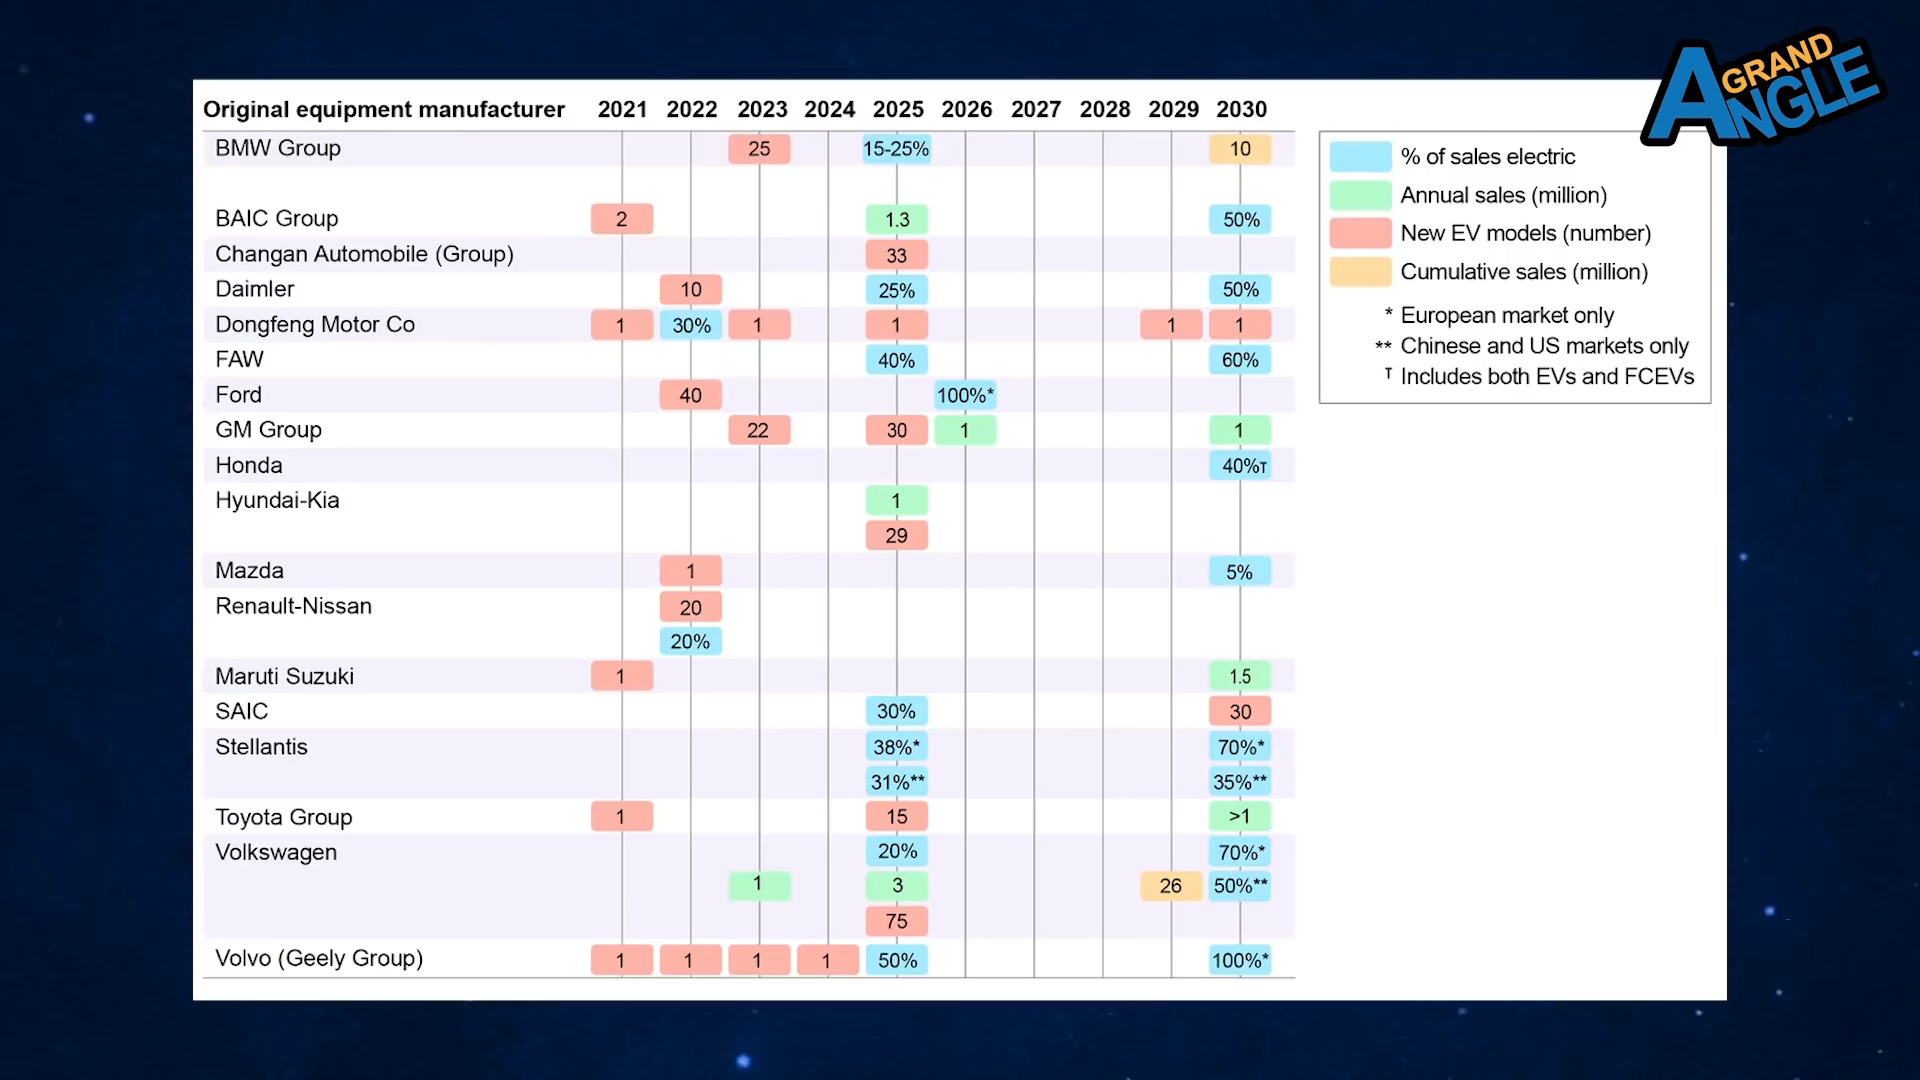 A GRAND ANGLE
Original equipment manufacturer 2021 2022 2023 2024 2025 2026 2027 2028 2029 2030
BMW Group 25 15-25% 10
BAIC Group 2 1.3 50%
Changan Automobile (Group) 33
Daimler 10 25% 50%
Dongfeng Motor Co 1 30% 1 1 1 1
FAW 40% 60%
Ford 40 100%*
GM Group 22 30 1 1
Honda 40%T
Hyundai-Kia 1
29
Mazda 1 5%
Renault-Nissan 20
20%
Maruti Suzuki 1 1.5
SAIC 30% 30
Stellantis 38%* 70%*
31%** 35%**
Toyota Group 1 15 >1
Volkswagen 20% 70%*
1 3 26 50%**
75
Volvo (Geely Group) 1 1 1 1 50% 100%*
% of sales electric
Annual sales (million)
New EV models (number)
Cumulative sales (million)
* European market only
** Chinese and US markets only
T Includes both EVs and FCEVs